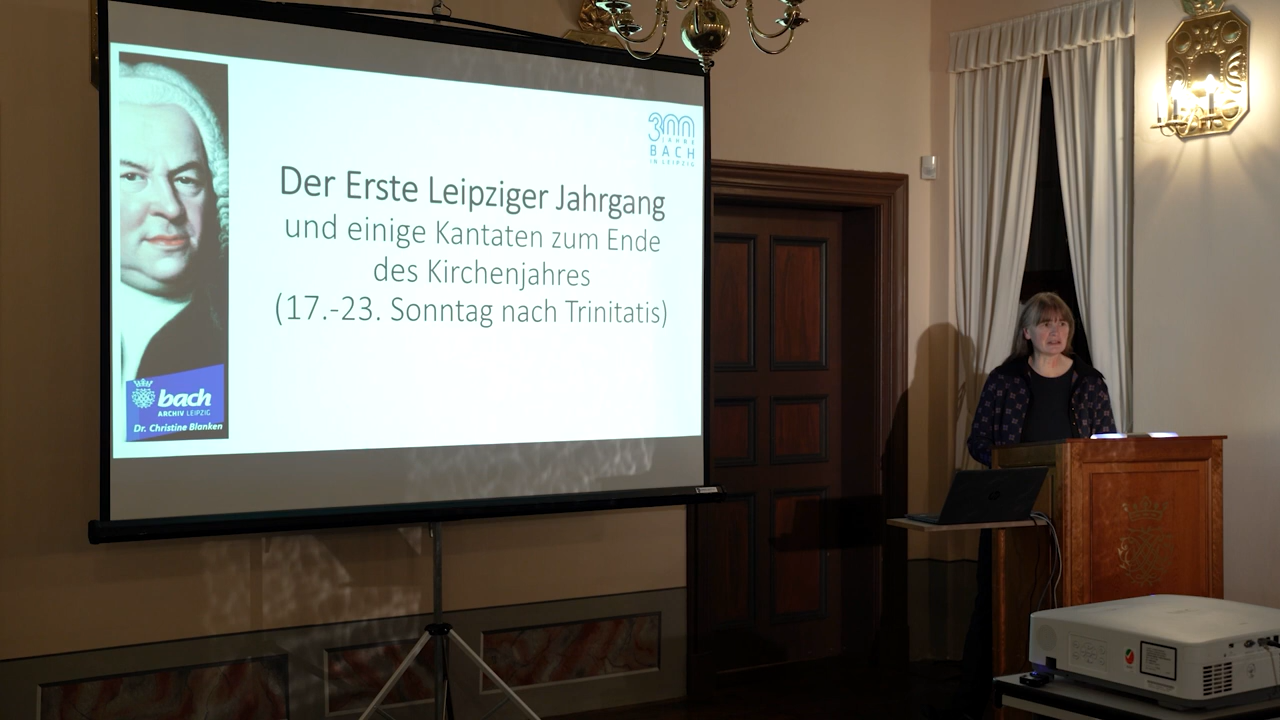 300
JAHRE
BACH
IN LEIPZIG
Der Erste Leipziger Jahrgang
und einige Kantaten zum Ende
des Kirchenjahres
(17.-23. Sonntag nach Trinitatis)
bach
ARCHIV LEIPZIG
Dr. Christine Blanken